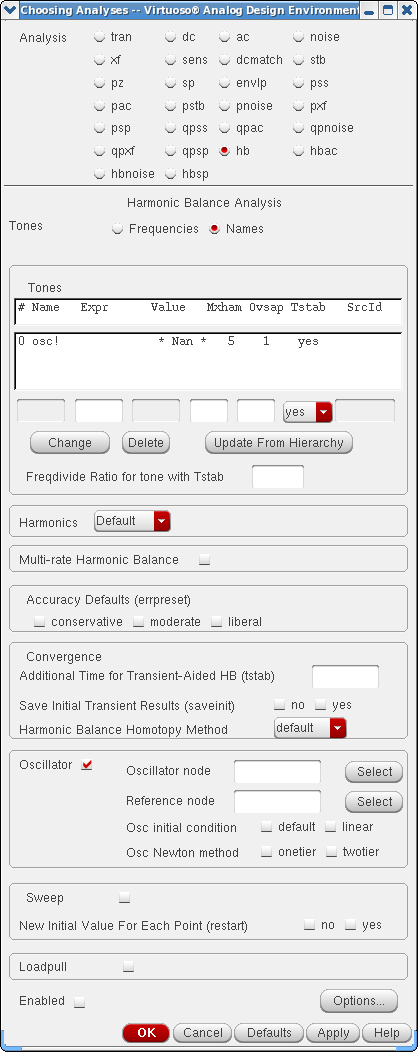 Choosing Analyses -- Virtuoso® Analog Design Environment
Analysis tran dc ac noise
xf sens dcmatch stb
pz sp envlp pss
pac pstb pnoise pxf
psp qpss qpac qpnoise
qpxf qpsp hb hbac
hbnoise hbsp
Harmonic Balance Analysis
Tones Frequencies Names
Tones
# Name Expr Value Mxham Ovsap Tstab SrcId
0 osc! * Nan * 5 1 yes
yes
Change Delete Update From Hierarchy
Freqdivide Ratio for tone with Tstab
Harmonics Default
Multi-rate Harmonic Balance
Accuracy Defaults (errpreset)
conservative moderate liberal
Convergence
Additional Time for Transient-Aided HB (tstab)
Save Initial Transient Results (saveinit) no yes
Harmonic Balance Homotopy Method default
Oscillator Oscillator node Select
Reference node Select
Osc initial condition default linear
Osc Newton method onetier twotier
Sweep
New Initial Value For Each Point (restart) no yes
Loadpull
Enabled Options...
OK Cancel Defaults Apply Help